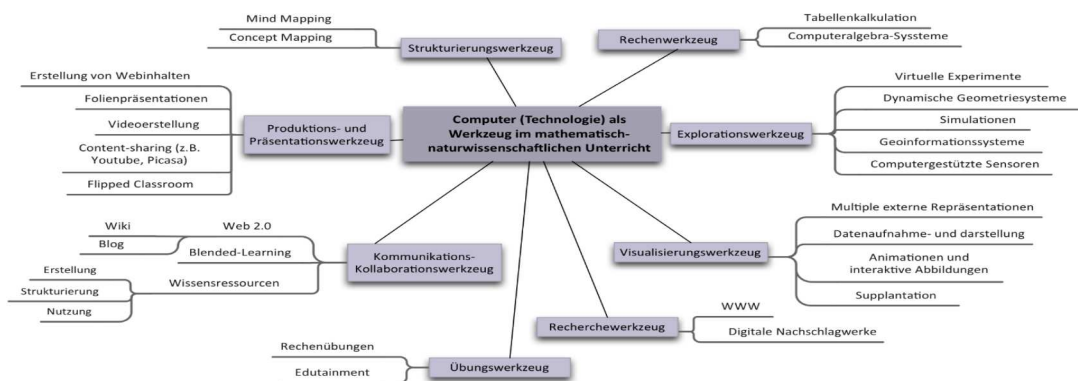 Mind Mapping
Concept Mapping
Strukturierungswerkzeug
Rechenwerkzeug
Tabellenkalkulation
Computeralgebra-Syssteme
Erstellung von Webinhalten
Folienpräsentationen
Videoerstellung
Content-sharing (z.B.
Youtube, Picasa)
Flipped Classroom
Produktions- und
Präsentationswerkzeug
Computer (Technologie) als
Werkzeug im mathematisch-
naturwissenschaftlichen Unterricht
Explorationswerkzeug
Virtuelle Experimente
Dynamische Geometriesysteme
Simulationen
Geoinformationssysteme
Computergestützte Sensoren
Wiki
Blog
Web 2.0
Blended-Learning
Erstellung
Strukturierung
Nutzung
Wissensressourcen
Kommunikations-
Kollaborationswerkzeug
Visualisierungswerkzeug
Multiple externe Repräsentationen
Datenaufnahme- und darstellung
Animationen und
interaktive Abbildungen
Supplantation
Rechenübungen
Edutainment
Übungswerkzeug
Recherchewerkzeug
WWW
Digitale Nachschlagwerke